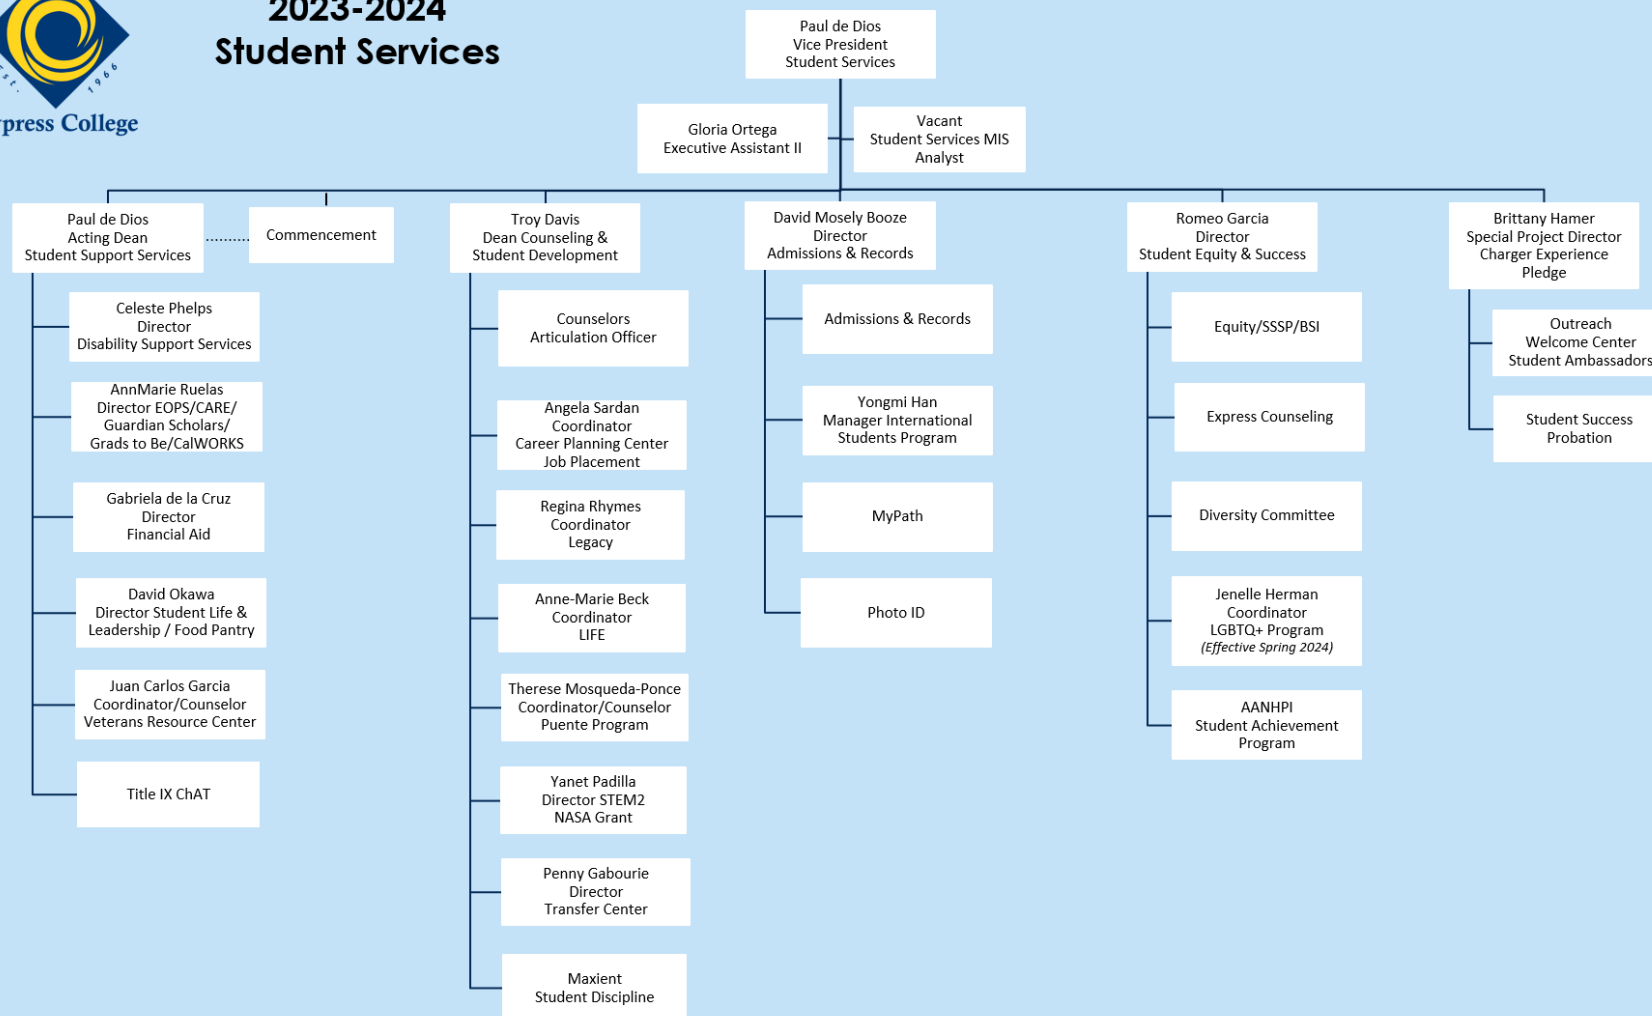 2023-2024
Student Services
Est. 1966
Cypress College
Paul de Dios
Vice President
Student Services
Gloria Ortega
Executive Assistant II
Vacant
Student Services MIS
Analyst
Paul de Dios
Acting Dean
Student Support Services
Commencement
Troy Davis
Dean Counseling &
Student Development
David Mosely Booze
Director
Admissions & Records
Romeo Garcia
Director
Student Equity & Success
Brittany Hamer
Special Project Director
Charger Experience
Pledge
Celeste Phelps
Director
Disability Support Services
AnnMarie Ruelas
Director EOPS/CARE/
Guardian Scholars/
Grads to Be/CalWORKS
Gabriela de la Cruz
Director
Financial Aid
David Okawa
Director Student Life &
Leadership / Food Pantry
Juan Carlos Garcia
Coordinator/Counselor
Veterans Resource Center
Title IX ChAT
Counselors
Articulation Officer
Angela Sardan
Coordinator
Career Planning Center
Job Placement
Regina Rhymes
Coordinator
Legacy
Anne-Marie Beck
Coordinator
LIFE
Therese Mosqueda-Ponce
Coordinator/Counselor
Puente Program
Yanet Padilla
Director STEM2
NASA Grant
Penny Gabourie
Director
Transfer Center
Maxient
Student Discipline
Admissions & Records
Yongmi Han
Manager International
Students Program
MyPath
Photo ID
Equity/SSSP/BSI
Express Counseling
Diversity Committee
Jenelle Herman
Coordinator
LGBTQ+ Program
(Effective Spring 2024)
AANHPI
Student Achievement
Program
Outreach
Welcome Center
Student Ambassadors
Student Success
Probation